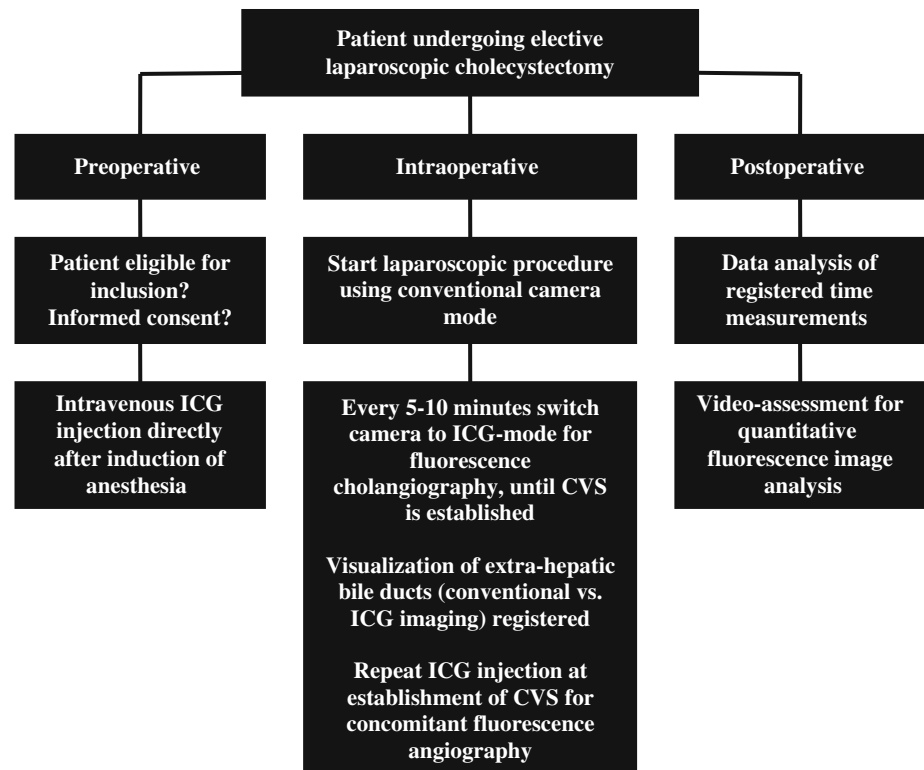 Patient undergoing elective
laparoscopic cholecystectomy
Preoperative
Intraoperative
Postoperative
Patient eligible for
inclusion?
Informed consent?
Start laparoscopic procedure
using conventional camera
mode
Data analysis of
registered time
measurements
Intravenous ICG
injection directly
after induction of
anesthesia
Every 5-10 minutes switch
camera to ICG-mode for
fluorescence
cholangiography, until CVS
is established
Visualization of extra-hepatic
bile ducts (conventional vs.
ICG imaging) registered
Repeat ICG injection at
establishment of CVS for
concomitant fluorescence
angiography
Video-assessment for
quantitative
fluorescence image
analysis